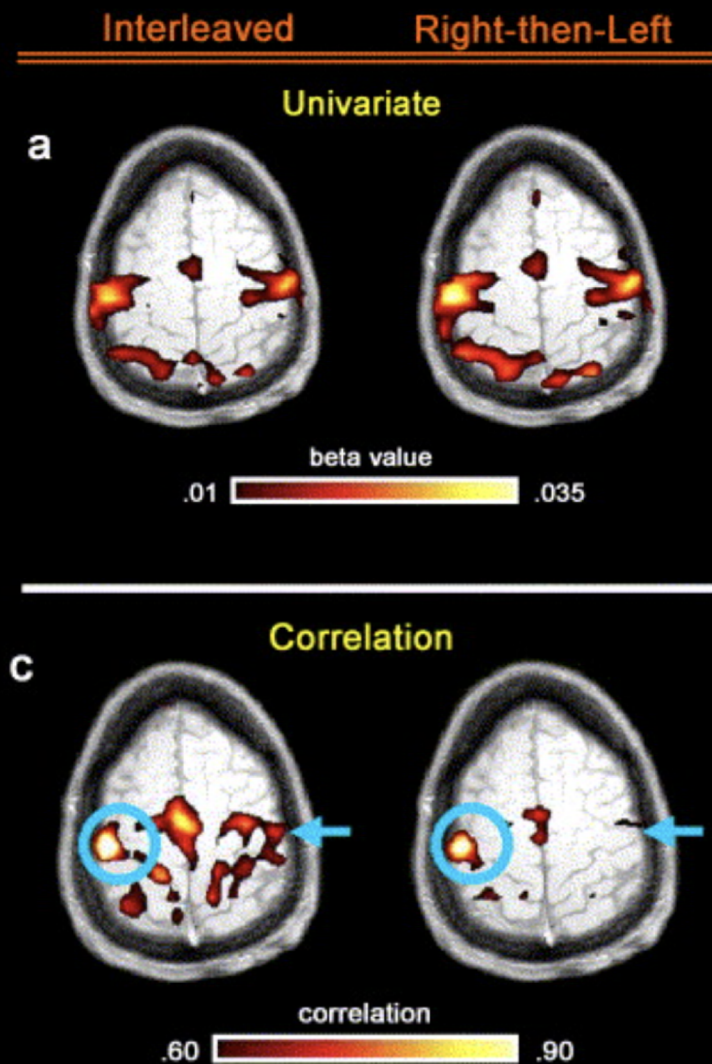 Interleaved Right-then-Left
Univariate
a
beta value
.01 .035
Correlation
c
correlation
.60 .90